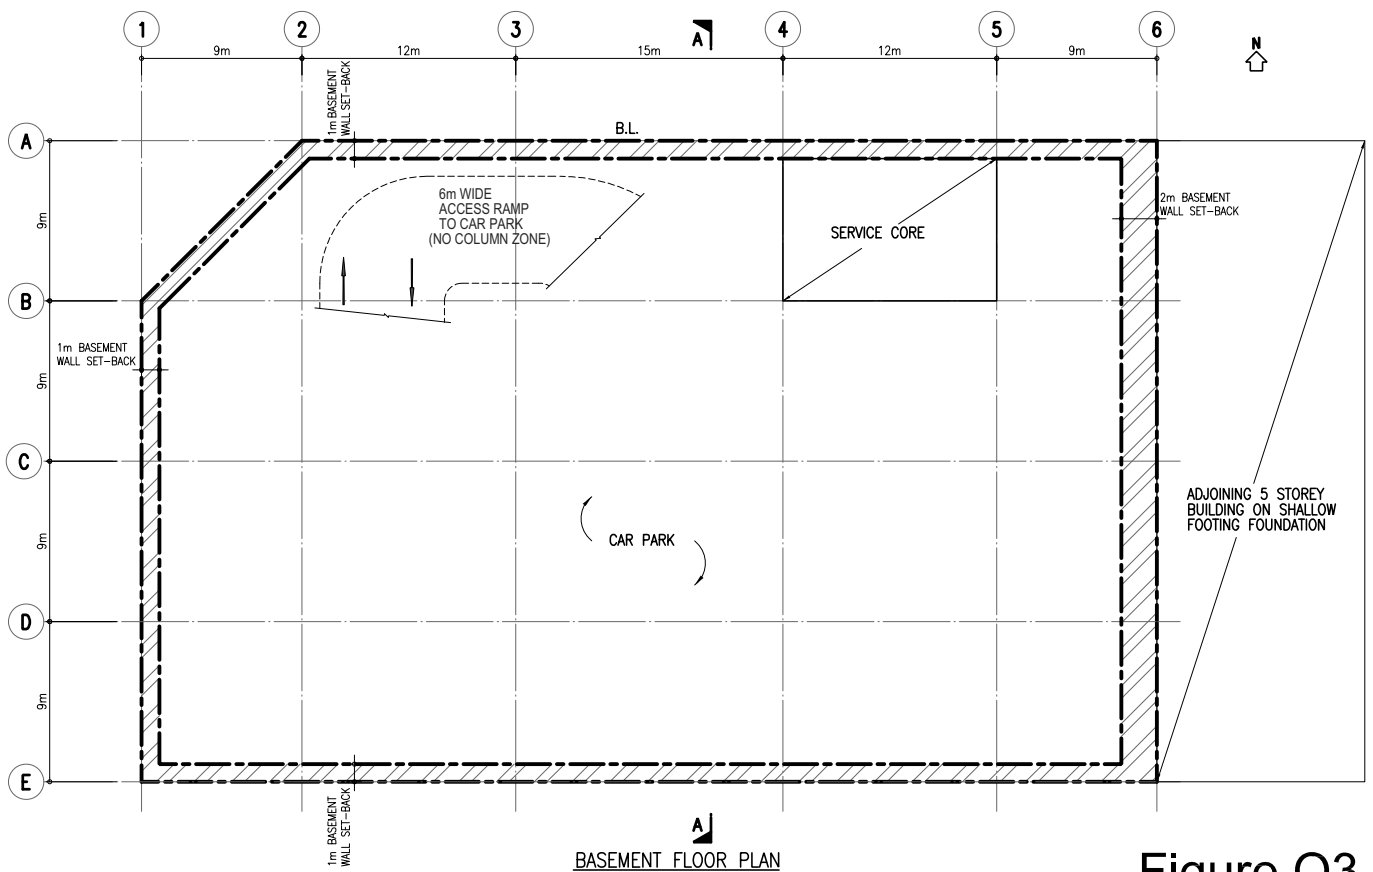 1
2
3
A
4
5
6
9m
12m
15m
12m
9m
N
1m BASEMENT
WALL SET-BACK
A
B.L.
6m WIDE
ACCESS RAMP
TO CAR PARK
(NO COLUMN ZONE)
2m BASEMENT
WALL SET-BACK
9m
SERVICE CORE
B
1m BASEMENT
WALL SET-BACK
9m
C
ADJOINING 5 STOREY
BUILDING ON SHALLOW
FOOTING FOUNDATION
9m
CAR PARK
D
9m
E
1m BASEMENT
WALL SET-BACK
A
BASEMENT FLOOR PLAN
Figure Q3